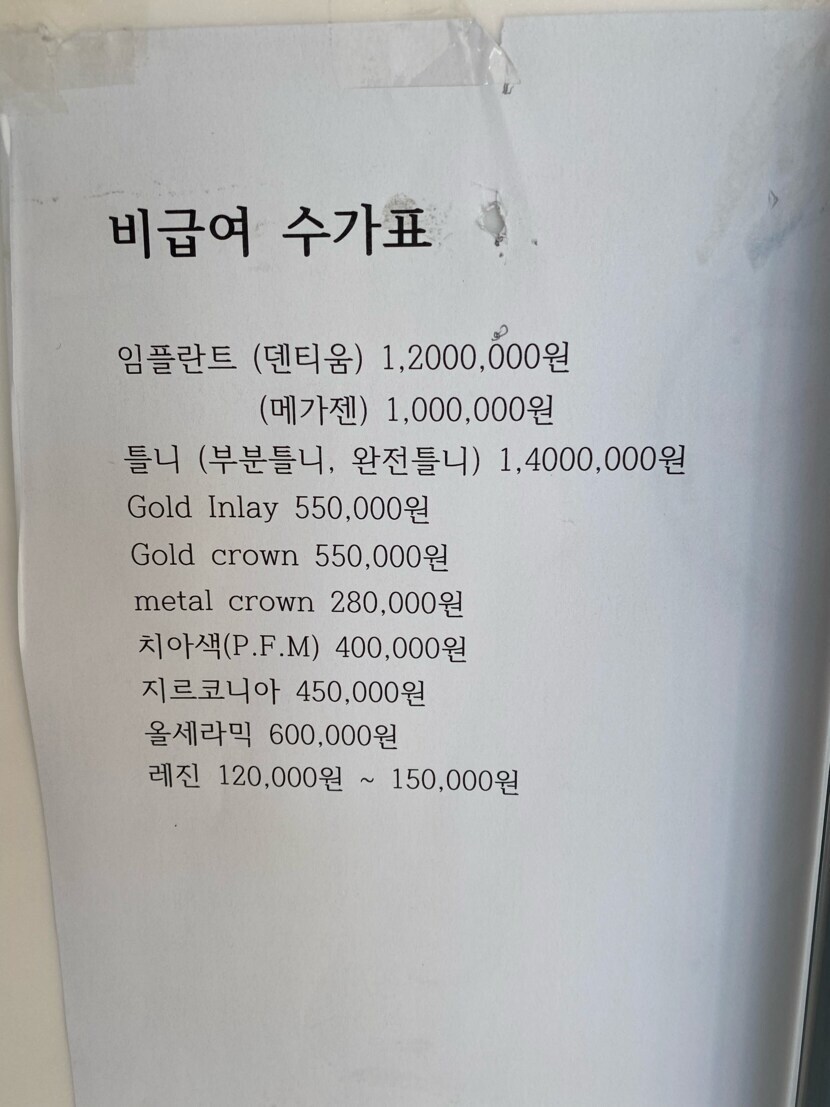 비급여 수가표
임플란트 (덴티움) 1,2000,000원
(메가젠) 1,000,000원
틀니 (부분틀니, 완전틀니) 1,4000,000원
Gold Inlay 550,000원
Gold crown 550,000원
metal crown 280,000원
치아색(P.F.M) 400,000원
지르코니아 450,000원
올세라믹 600,000원
레진 120,000원 ~ 150,000원